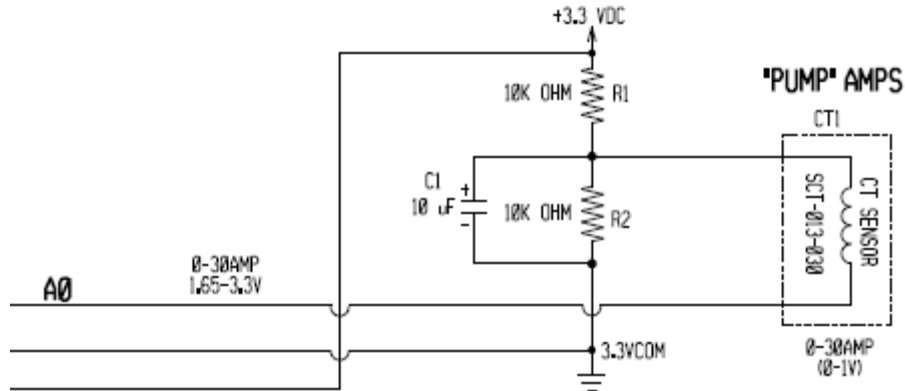 +3.3 VDC
10K OHM
R1
"PUMP" AMPS
CT1
C1
+
10 uF
-
10K OHM
R2
CT SENSOR
SCT-013-030
0-30AMP
1.65-3.3V
A0
3.3VCOM
0-30AMP
(0-1V)